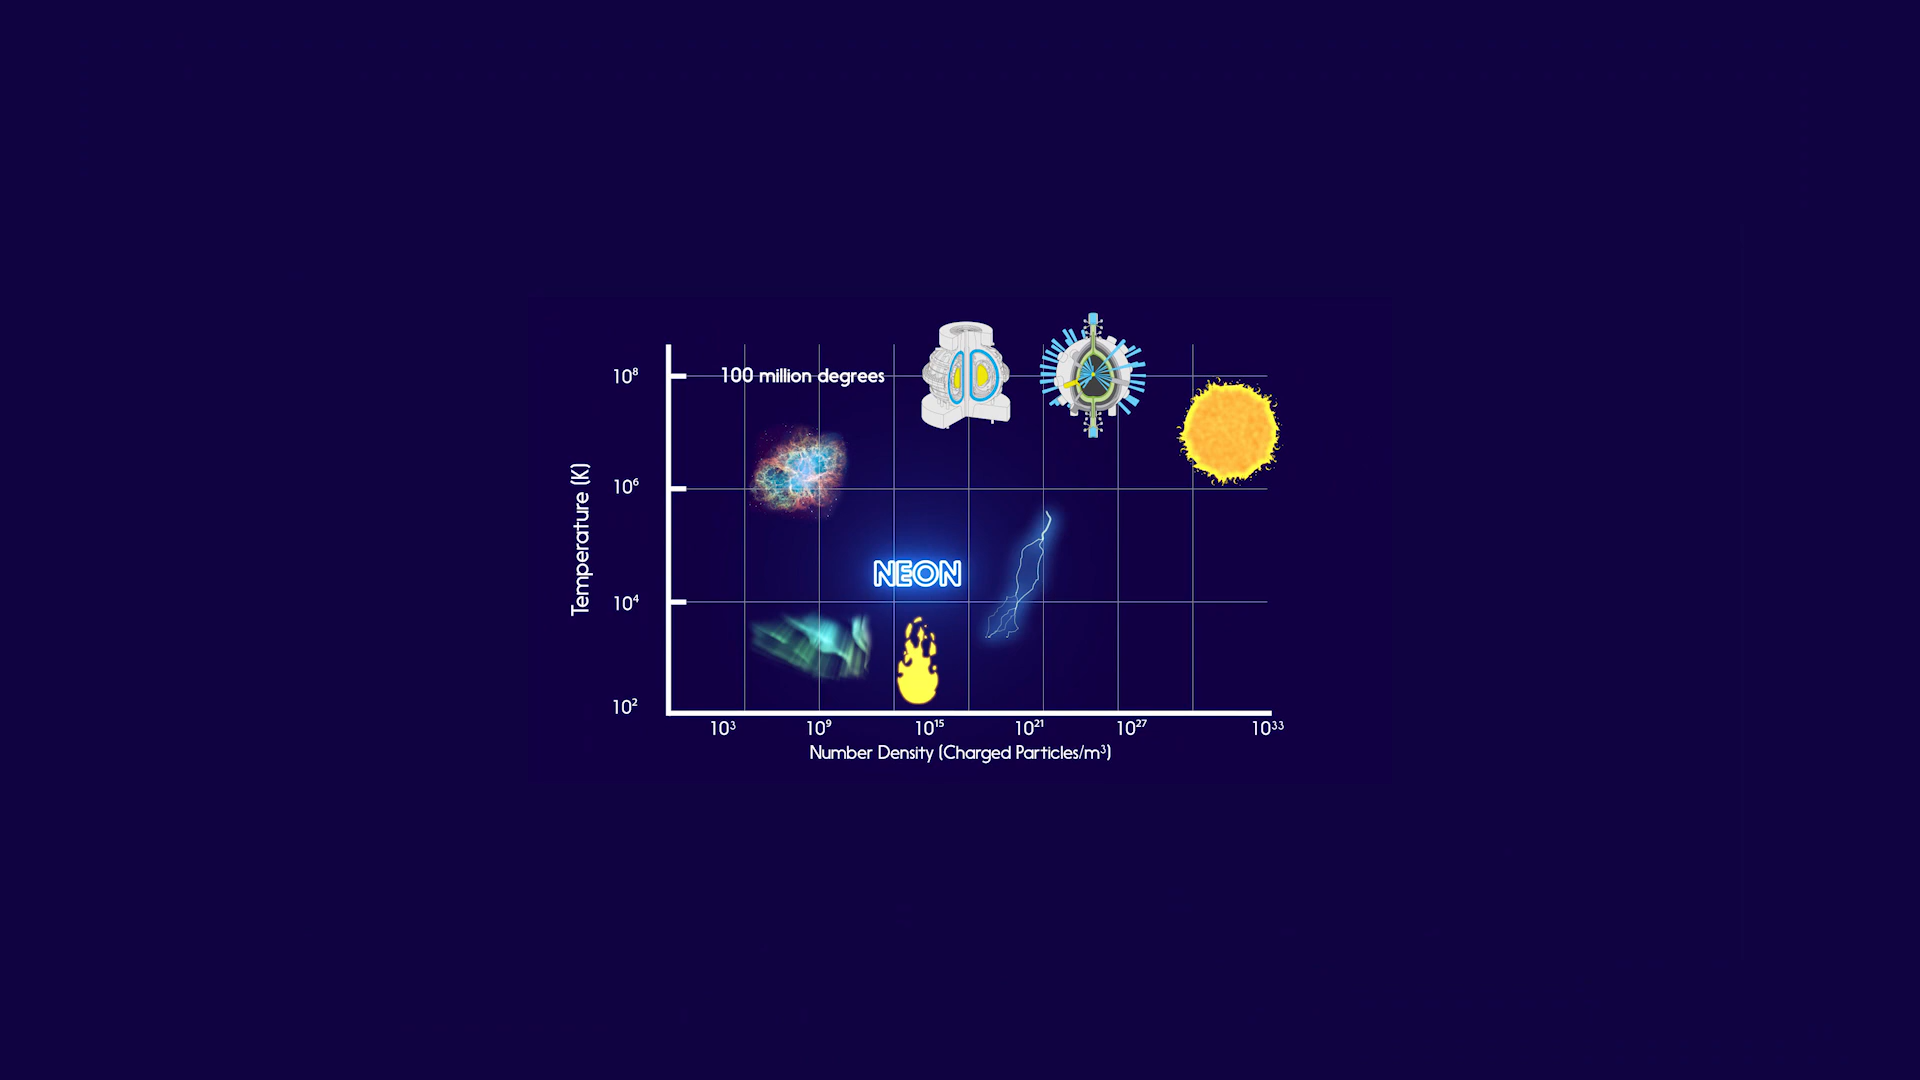 10⁸
100 million degrees
10⁶
Temperature (K)
NEON
10⁴
10²
10³ 10⁹ 10¹⁵ 10²¹ 10²⁷ 10³³
Number Density (Charged Particles/m³)